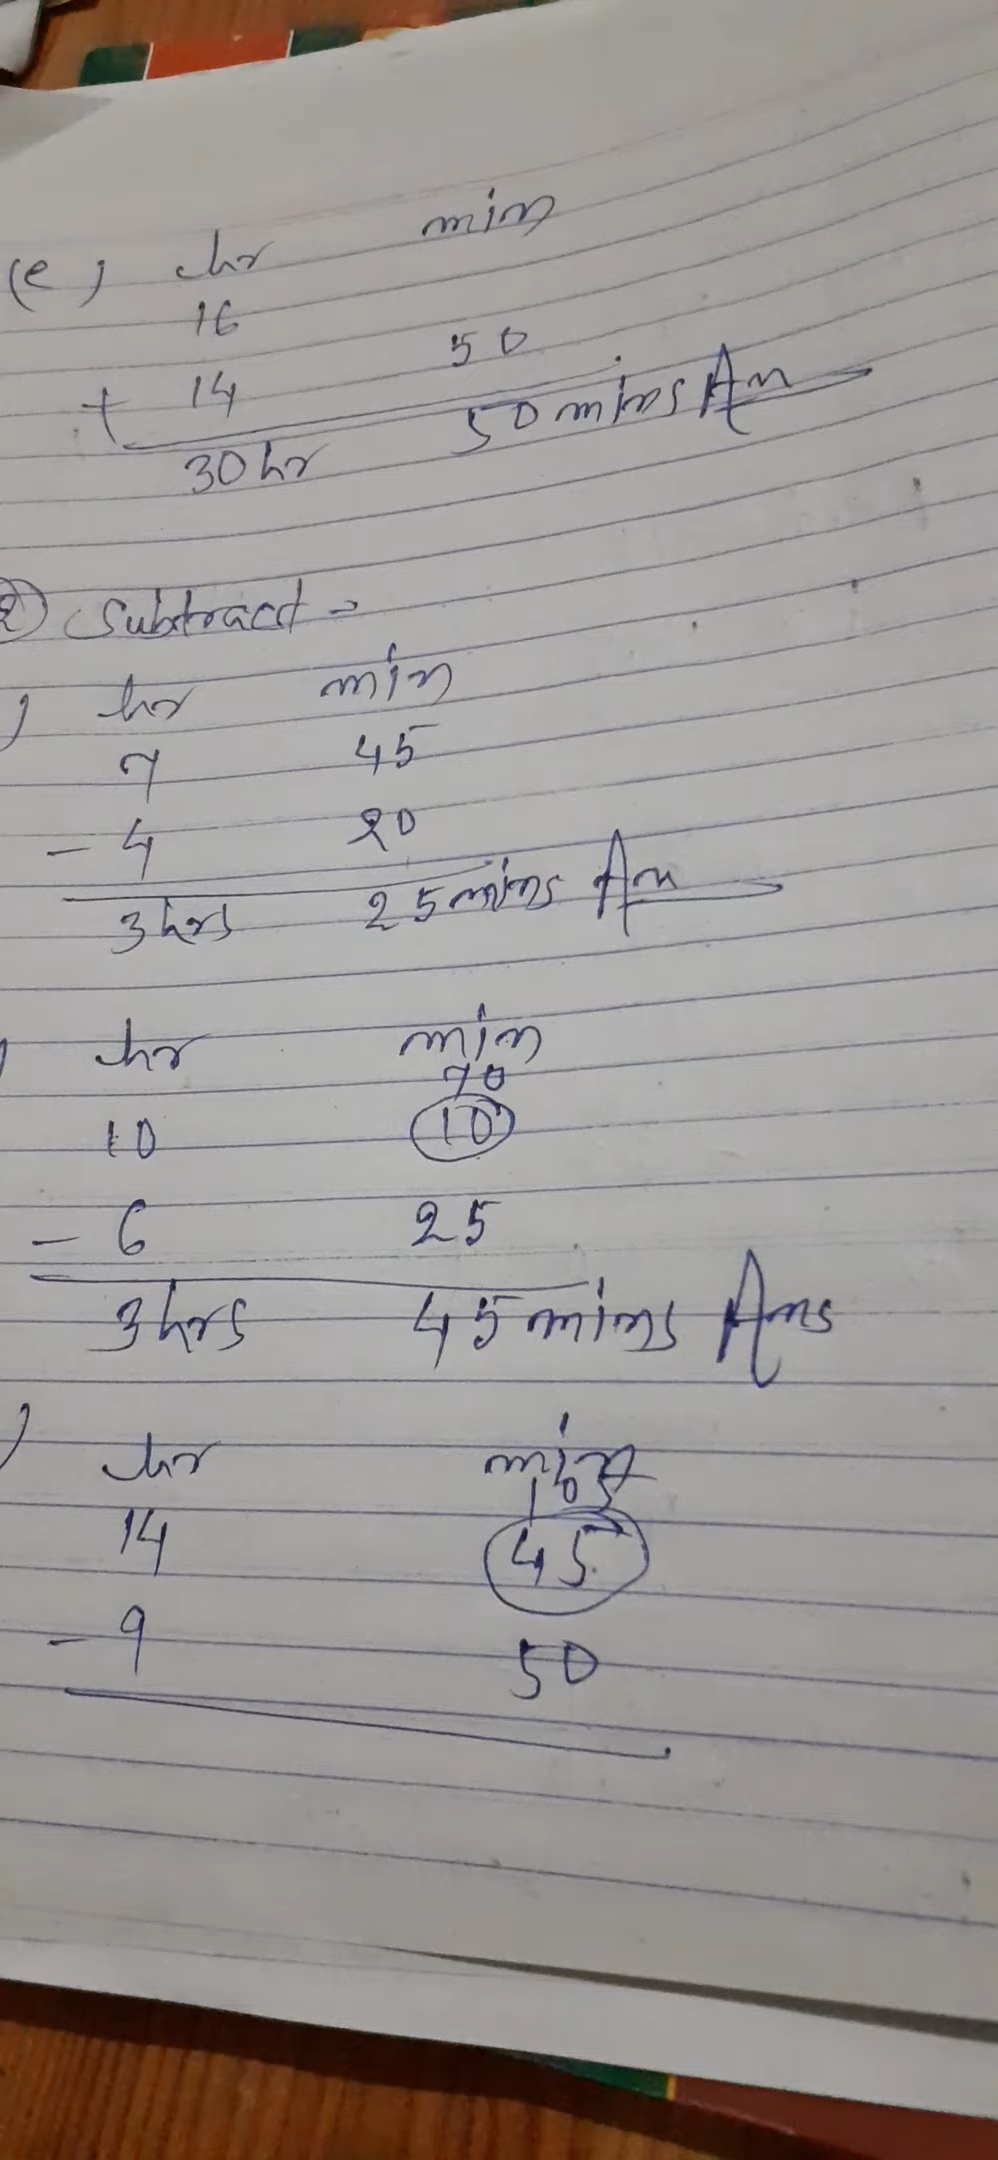 (e) hr min
16
+ 14 50
30 hr 50 mins An
2) Subtract -
) hr min
7 45
- 4 20
3 hrs 25 mins An
) hr min
70
10 10
- 6 25
3 hrs 45 mins Ans
) hr min
105
14 45
- 9 50